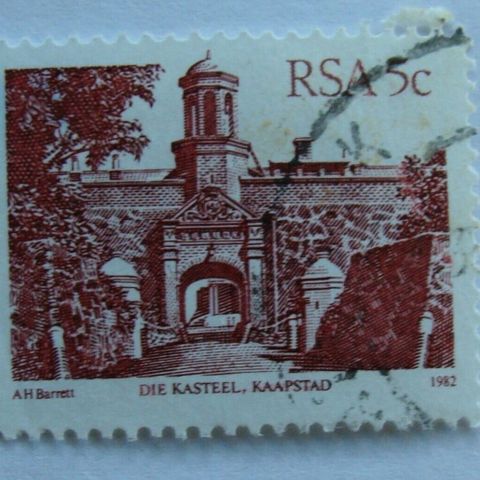 RSA 5c
DIE KASTEEL, KAAPSTAD
A H Barrett
1982